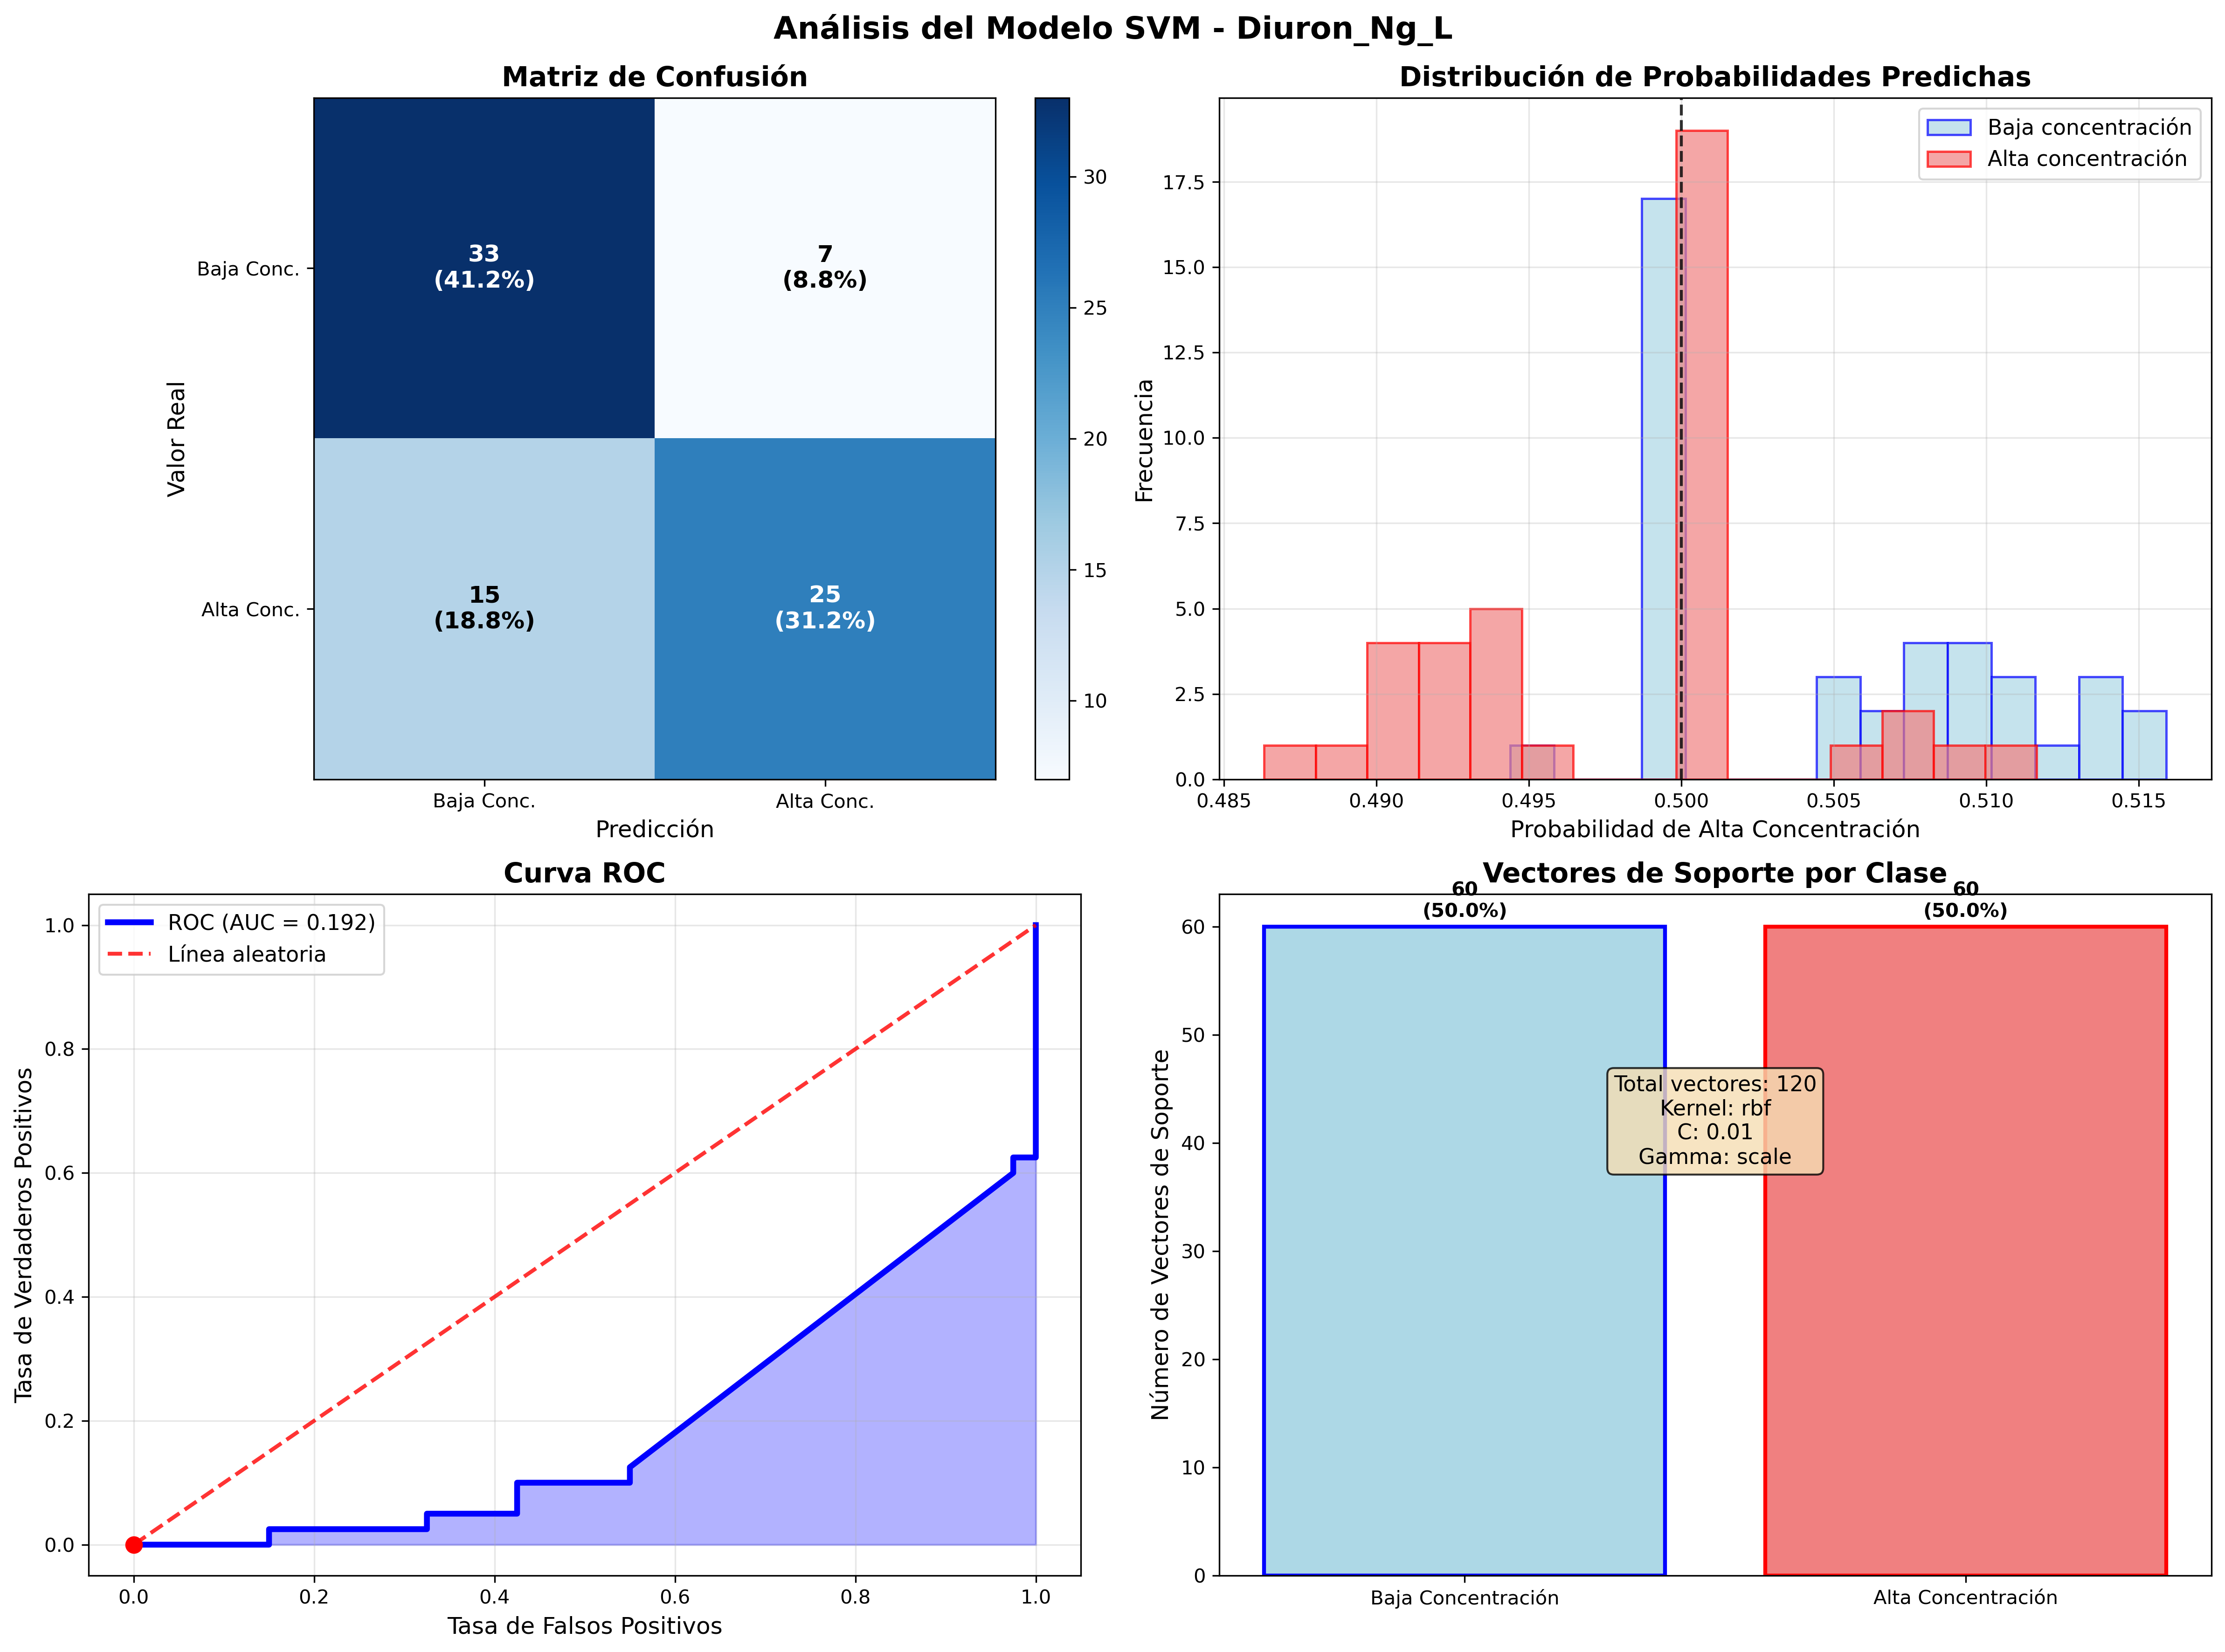 Análisis del Modelo SVM - Diuron_Ng_L
Matriz de Confusión
33
(41.2%)
7
(8.8%)
15
(18.8%)
25
(31.2%)
Baja Conc.
Alta Conc.
Valor Real
Baja Conc.
Alta Conc.
Predicción
30
25
20
15
10
Distribución de Probabilidades Predichas
Baja concentración
Alta concentración
Frecuencia
17.5
15.0
12.5
10.0
7.5
5.0
2.5
0.0
0.485
0.490
0.495
0.500
0.505
0.510
0.515
Probabilidad de Alta Concentración
Curva ROC
ROC (AUC = 0.192)
Línea aleatoria
Tasa de Verdaderos Positivos
1.0
0.8
0.6
0.4
0.2
0.0
0.0
0.2
0.4
0.6
0.8
1.0
Tasa de Falsos Positivos
Vectores de Soporte por Clase
60
(50.0%)
60
(50.0%)
Total vectores: 120
Kernel: rbf
C: 0.01
Gamma: scale
Número de Vectores de Soporte
60
50
40
30
20
10
0
Baja Concentración
Alta Concentración